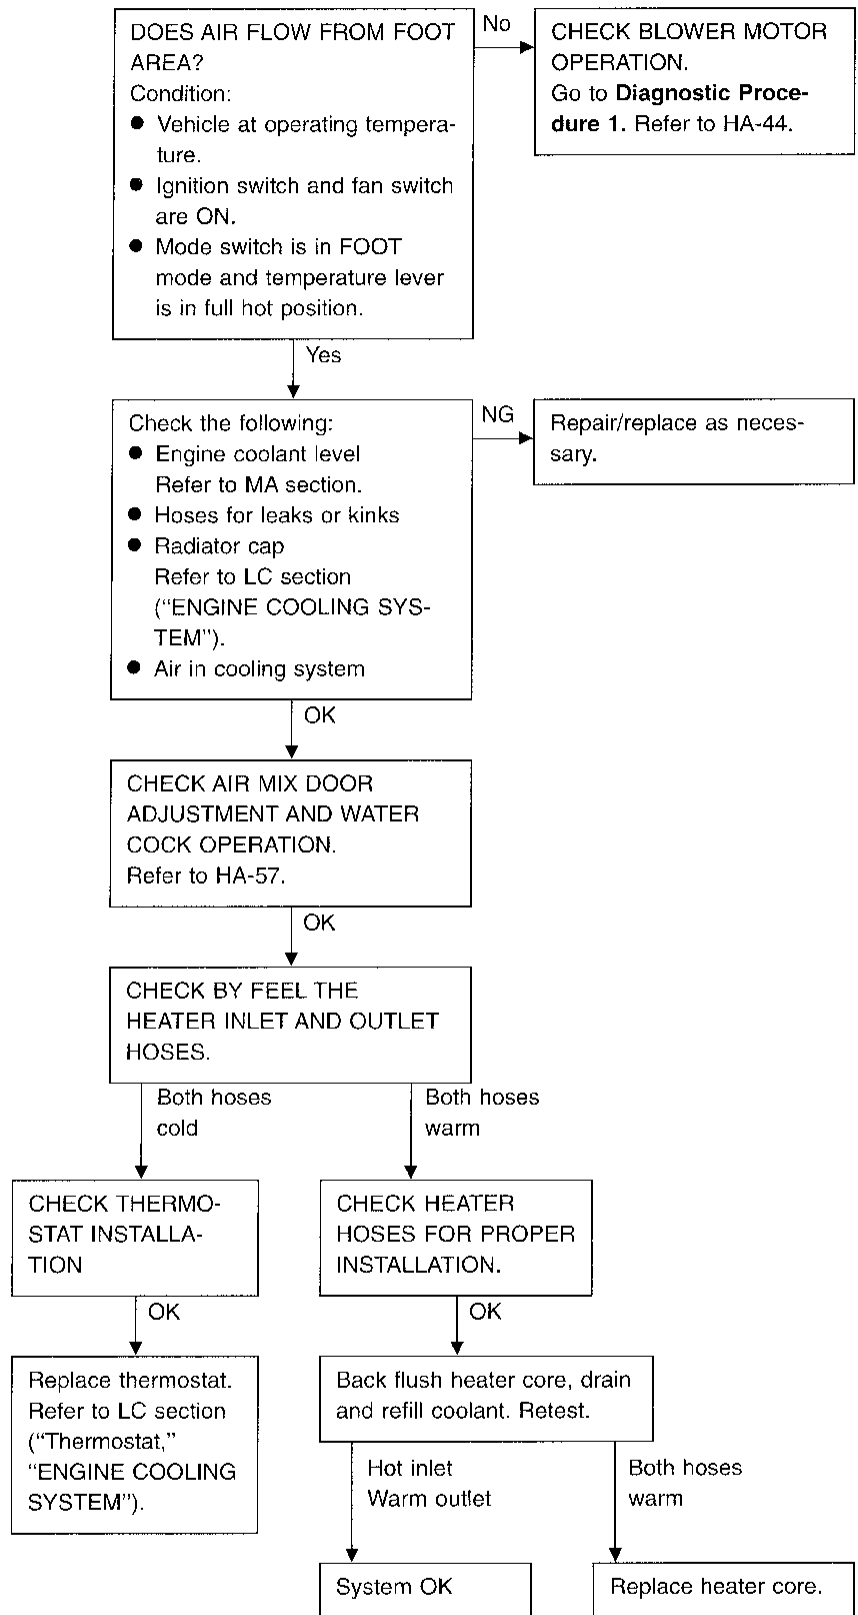 DOES AIR FLOW FROM FOOT
AREA?
Condition:
● Vehicle at operating tempera-
ture.
● Ignition switch and fan switch
are ON.
● Mode switch is in FOOT
mode and temperature lever
is in full hot position.
No
CHECK BLOWER MOTOR
OPERATION.
Go to Diagnostic Proce-
dure 1. Refer to HA-44.
Yes
Check the following:
● Engine coolant level
Refer to MA section.
● Hoses for leaks or kinks
● Radiator cap
Refer to LC section
(“ENGINE COOLING SYS-
TEM”).
● Air in cooling system
NG
Repair/replace as neces-
sary.
OK
CHECK AIR MIX DOOR
ADJUSTMENT AND WATER
COCK OPERATION.
Refer to HA-57.
OK
CHECK BY FEEL THE
HEATER INLET AND OUTLET
HOSES.
Both hoses
cold
Both hoses
warm
CHECK THERMO-
STAT INSTALLA-
TION
CHECK HEATER
HOSES FOR PROPER
INSTALLATION.
OK
OK
Replace thermostat.
Refer to LC section
(“Thermostat,”
“ENGINE COOLING
SYSTEM”).
Back flush heater core, drain
and refill coolant. Retest.
Hot inlet
Warm outlet
Both hoses
warm
System OK
Replace heater core.